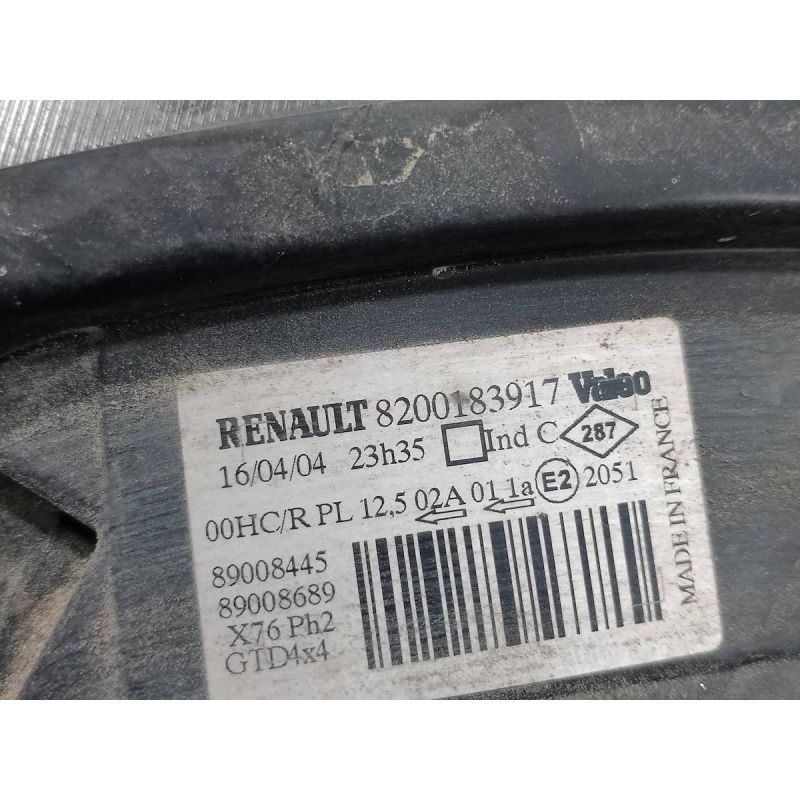 RENAULT 8200183917 Valeo
16/04/04 23h35 Ind C 287
00HC/R PL 12,5 02A 01 1a E2 2051
89008445
89008689
X76 Ph2
GTD4x4
MADE IN FRANCE